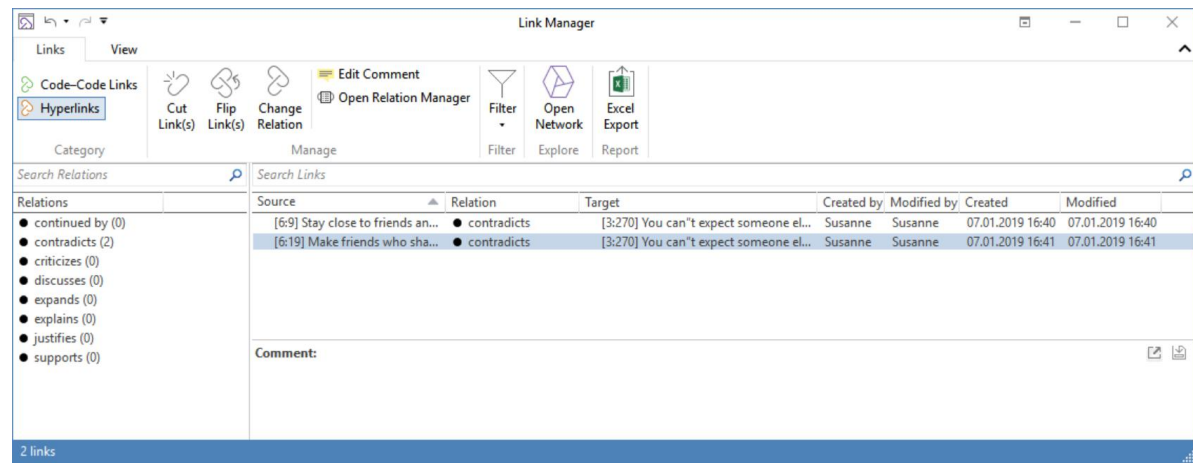 Link Manager
Links View
Code–Code Links
Hyperlinks
Category
Cut Link(s)
Flip Link(s)
Change Relation
Edit Comment
Open Relation Manager
Manage
Filter
Filter
Open Network
Explore
Excel Export
Report
Search Relations
Search Links
Relations
continued by (0)
contradicts (2)
criticizes (0)
discusses (0)
expands (0)
explains (0)
justifies (0)
supports (0)
Source Relation Target Created by Modified by Created Modified
[6:9] Stay close to friends an... contradicts [3:270] You can"t expect someone el... Susanne Susanne 07.01.2019 16:40 07.01.2019 16:40
[6:19] Make friends who sha... contradicts [3:270] You can"t expect someone el... Susanne Susanne 07.01.2019 16:41 07.01.2019 16:41
Comment:
2 links